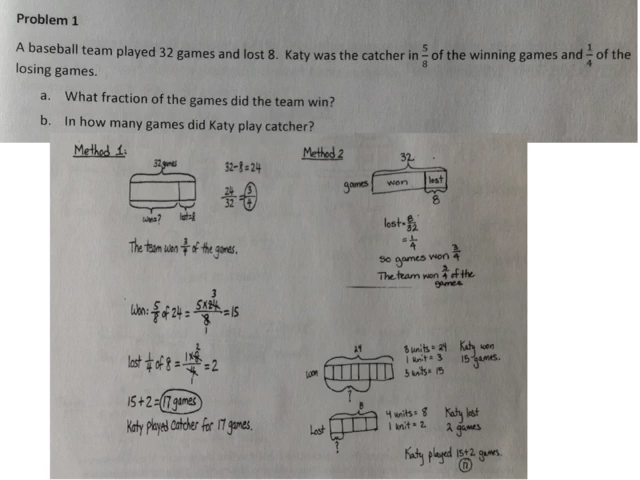 Problem 1
A baseball team played 32 games and lost 8. Katy was the catcher in 5/8 of the winning games and 1/4 of the
losing games.
a. What fraction of the games did the team win?
b. In how many games did Katy play catcher?
Method 1:
32 games
won? lost=8
32-8=24
24/32 = 3/4
The team won 3/4 of the games.
Won: 5/8 of 24 = 5x24/8 = 15
3
1
lost 1/4 of 8 = 1x8/4 = 2
2
1
15+2=17 games
Katy played catcher for 17 games.
Method 2
32
games won lost
8
lost = 8/32
= 1/4
So games won 3/4
The team won 3/4 of the
games
24
won
?
8 units = 24
1 unit = 3
5 units = 15
Katy won
15 games.
8
Lost
?
4 units = 8
1 unit = 2
Katy lost
2 games
Katy played 15+2 games.
17